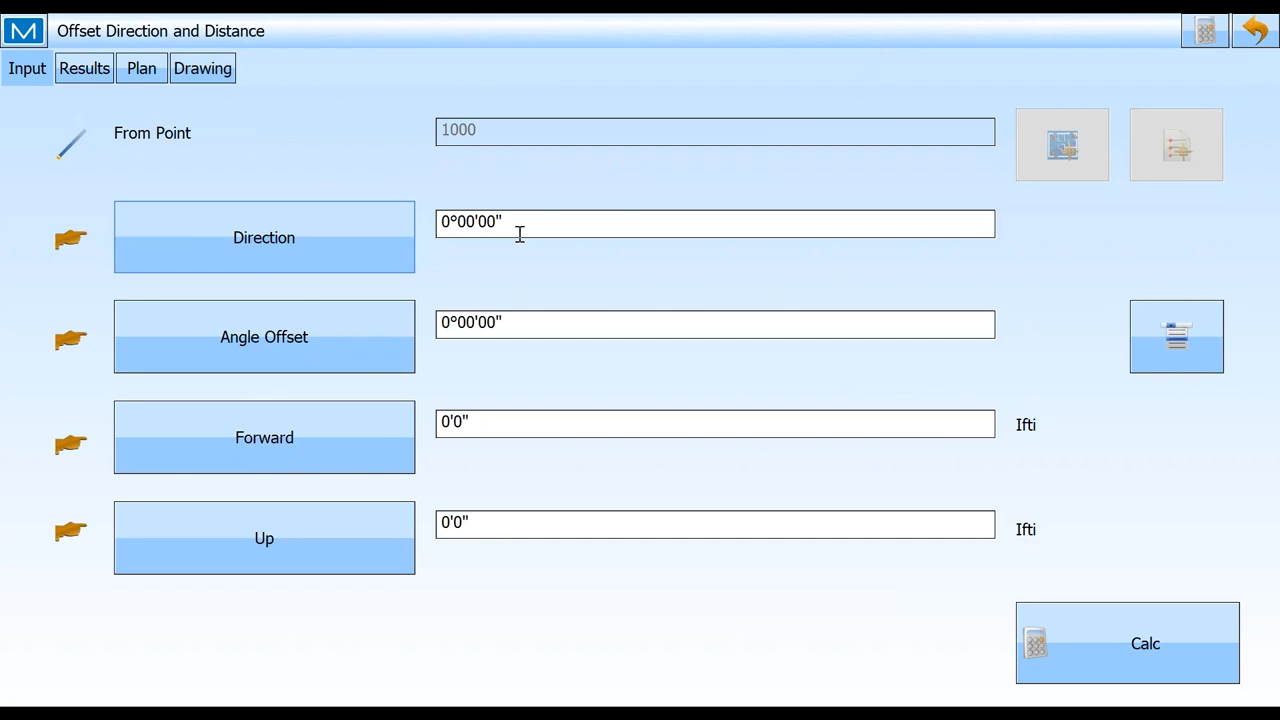 Offset Direction and Distance
Input Results Plan Drawing
From Point 1000
Direction 0°00'00"
Angle Offset 0°00'00"
Forward 0'0" Ifti
Up 0'0" Ifti
Calc